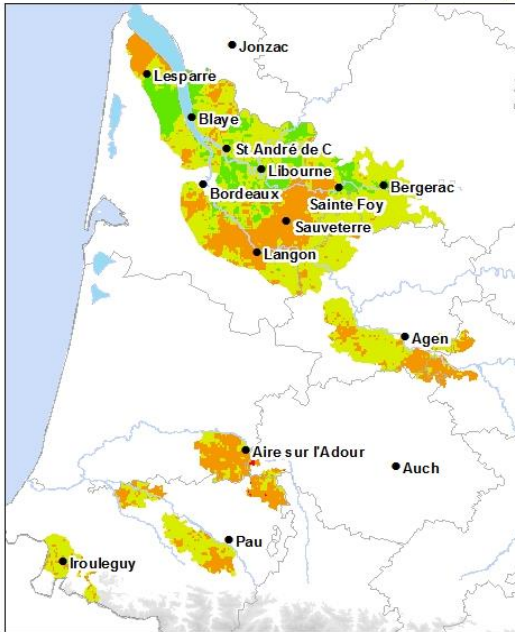 Jonzac
Lesparre
Blaye
St André de C
Libourne
Bordeaux
Bergerac
Sainte Foy
Sauveterre
Langon
Agen
Aire sur l'Adour
Auch
Pau
Irouleguy